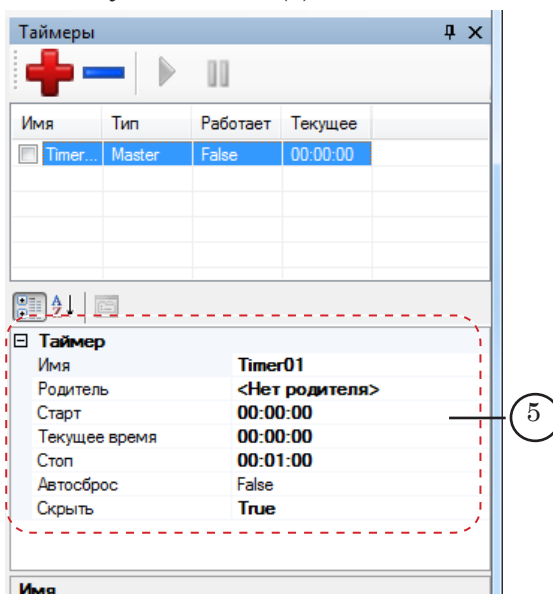 Таймеры
Имя Тип Работает Текущее
Timer... Master False 00:00:00
Таймер
Имя Timer01
Родитель <Нет родителя>
Старт 00:00:00
Текущее время 00:00:00
Стоп 00:01:00
Автосброс False
Скрыть True
5
Имя